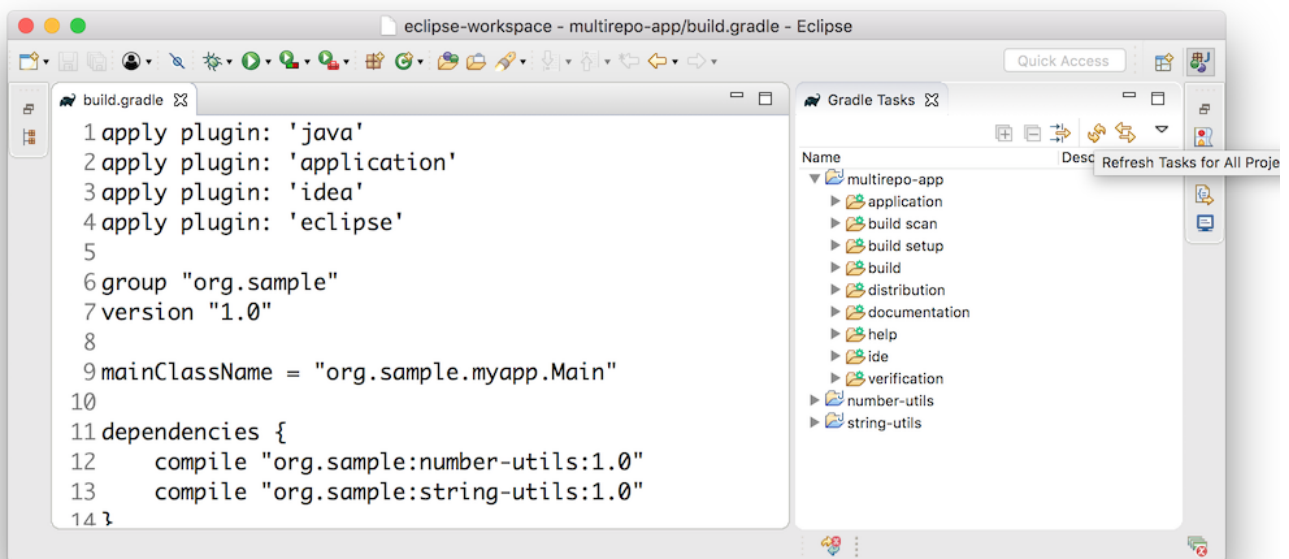 eclipse-workspace - multirepo-app/build.gradle - Eclipse
Quick Access
build.gradle
1 apply plugin: 'java'
2 apply plugin: 'application'
3 apply plugin: 'idea'
4 apply plugin: 'eclipse'
5
6 group "org.sample"
7 version "1.0"
8
9 mainClassName = "org.sample.myapp.Main"
10
11 dependencies {
12 compile "org.sample:number-utils:1.0"
13 compile "org.sample:string-utils:1.0"
14 }
Gradle Tasks
Name Desc
Refresh Tasks for All Proje
multirepo-app
application
build scan
build setup
build
distribution
documentation
help
ide
verification
number-utils
string-utils